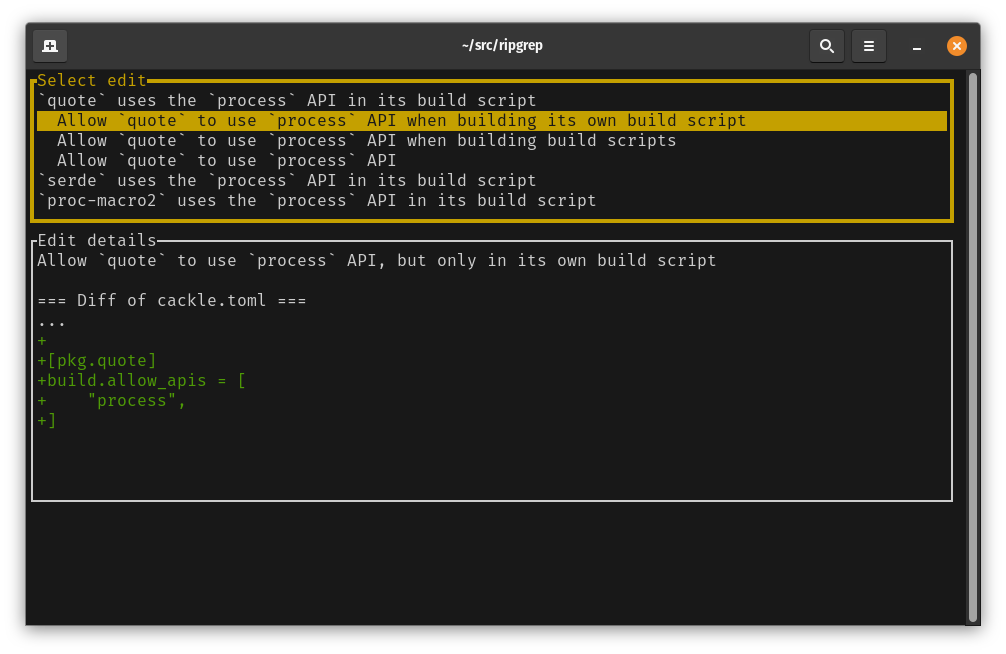 ~/src/ripgrep
Select edit
`quote` uses the `process` API in its build script
  Allow `quote` to use `process` API when building its own build script
  Allow `quote` to use `process` API when building build scripts
  Allow `quote` to use `process` API
`serde` uses the `process` API in its build script
`proc-macro2` uses the `process` API in its build script
Edit details
Allow `quote` to use `process` API, but only in its own build script
=== Diff of cackle.toml ===
...
+
+[pkg.quote]
+build.allow_apis = [
+    "process",
+]